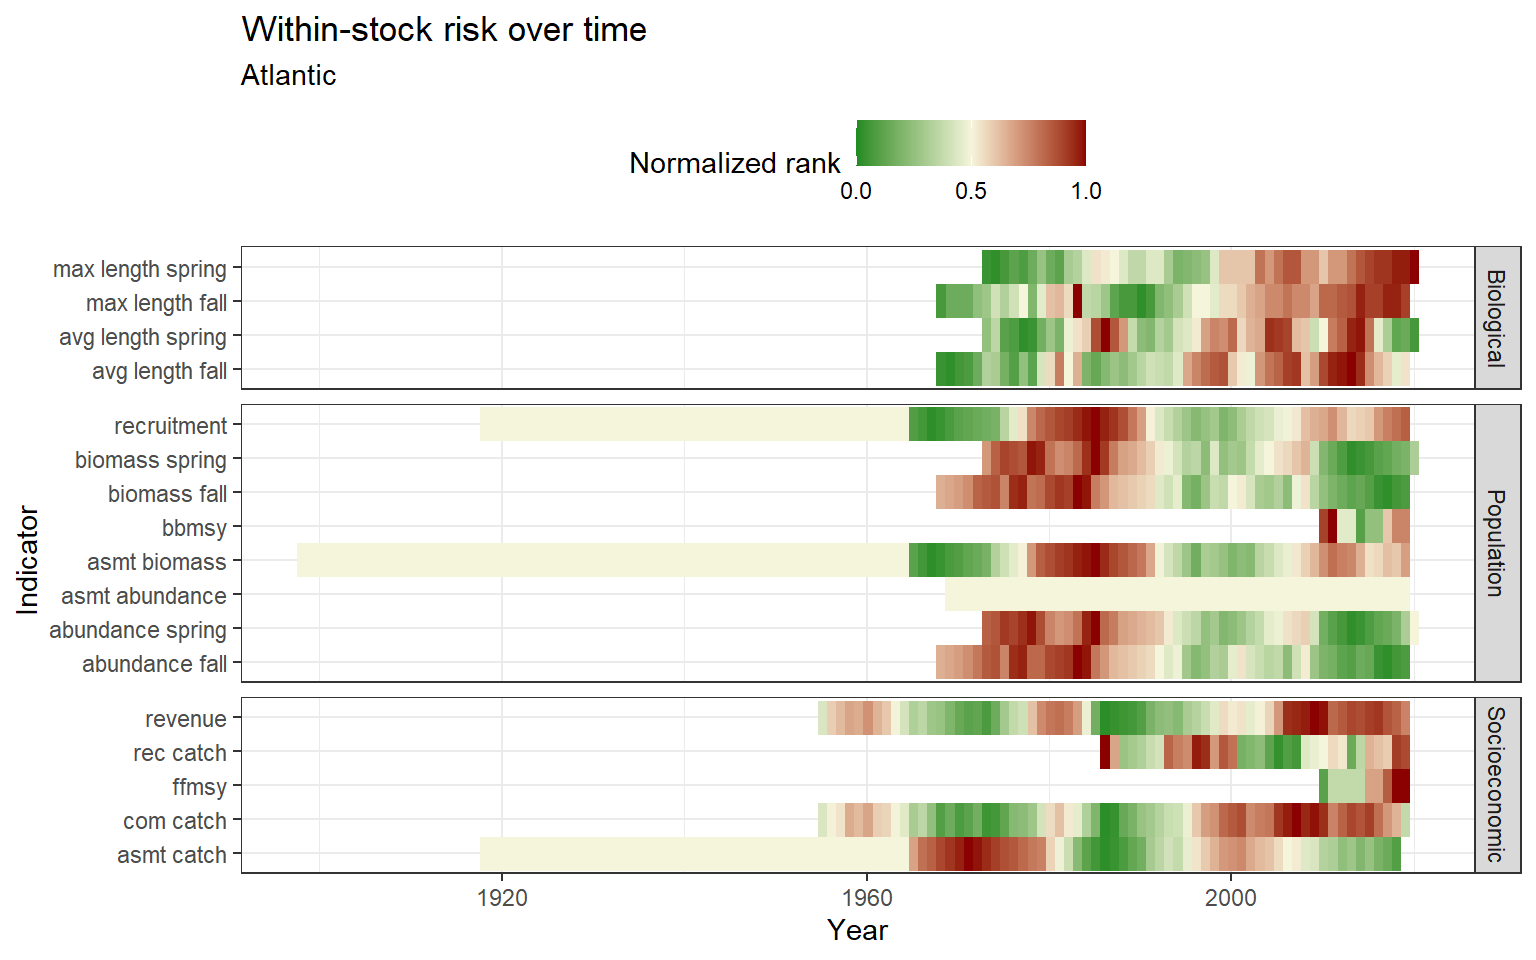 Within-stock risk over time
Atlantic
Normalized rank
0.0 0.5 1.0
max length spring
max length fall
avg length spring
avg length fall
Biological
recruitment
biomass spring
biomass fall
bbmsy
asmt biomass
asmt abundance
abundance spring
abundance fall
Population
revenue
rec catch
ffmsy
com catch
asmt catch
Socioeconomic
Indicator
1920 1960 2000
Year